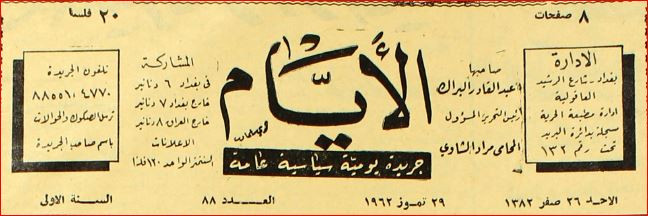 ٨ صفحات
٢٠ فلسا
الادارة
بغداد - شارع الرشيد
العاقولية
ادارة مطبعة الحرية
مسجلة بدائرة البريد
تحت رقم ١٣٢
صاحبها
عبد القادر البراك
رئيس التحرير المسؤول
المحامي مراد الشاوي
الأيام
جريدة يومية سياسية عامة
المشاركة
في بغداد ٦ دنانير
خارج بغداد ٧ دنانير
خارج العراق ٨ دنانير
الاعلانات
السنتمتر الواحد ١٢٠ فلسا
تلفون الجريدة
٨٨٥٥١٠٤٧٧٠
ترسل الصكوك والحوالات
باسم صاحب الجريدة
الاحد ٢٦ صفر ١٣٨٢
٢٩ تموز ١٩٦٢
العدد ٨٨
السنة الاولى